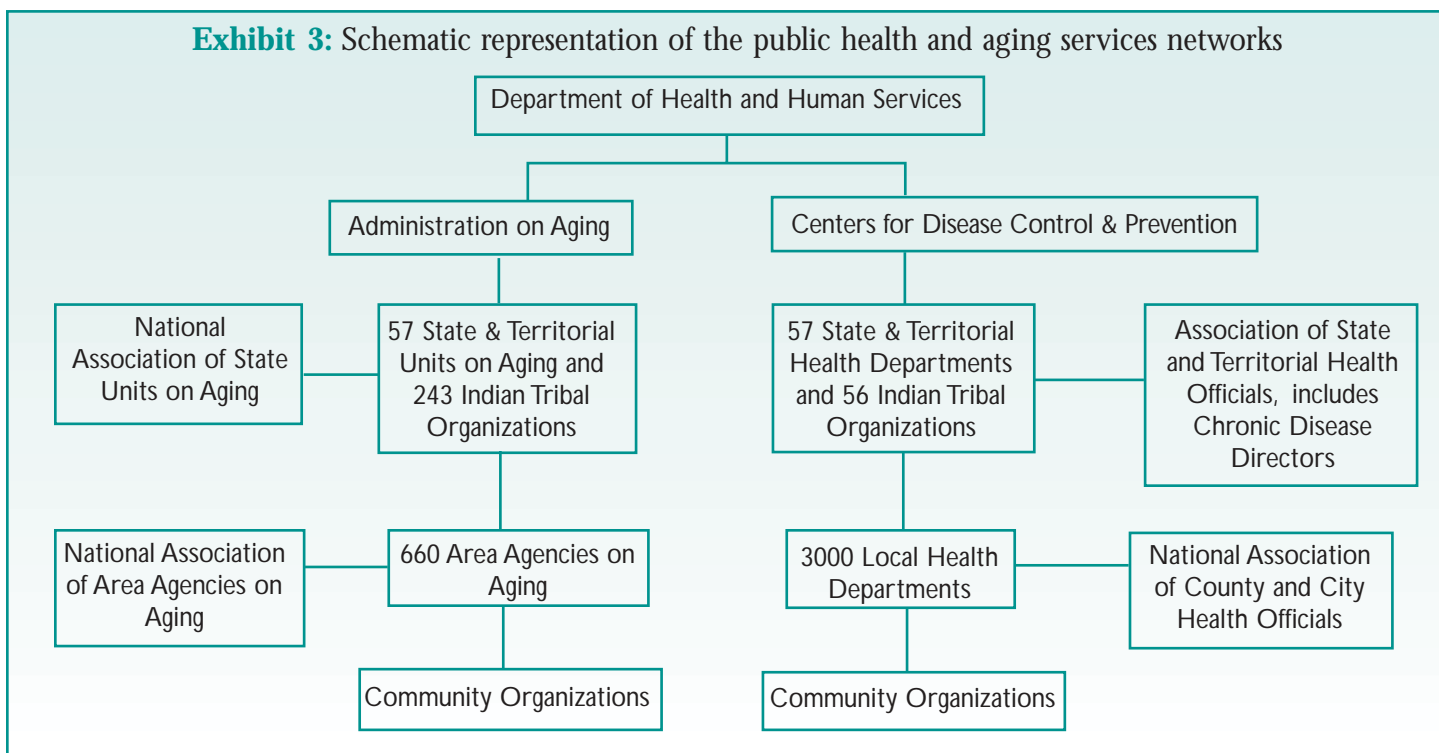 Exhibit 3: Schematic representation of the public health and aging services networks
Department of Health and Human Services
Administration on Aging
Centers for Disease Control & Prevention
National
Association of State
Units on Aging
57 State & Territorial
Units on Aging and
243 Indian Tribal
Organizations
57 State & Territorial
Health Departments
and 56 Indian Tribal
Organizations
Association of State
and Territorial Health
Officials, includes
Chronic Disease
Directors
National Association
of Area Agencies on
Aging
660 Area Agencies on
Aging
3000 Local Health
Departments
National Association
of County and City
Health Officials
Community Organizations
Community Organizations